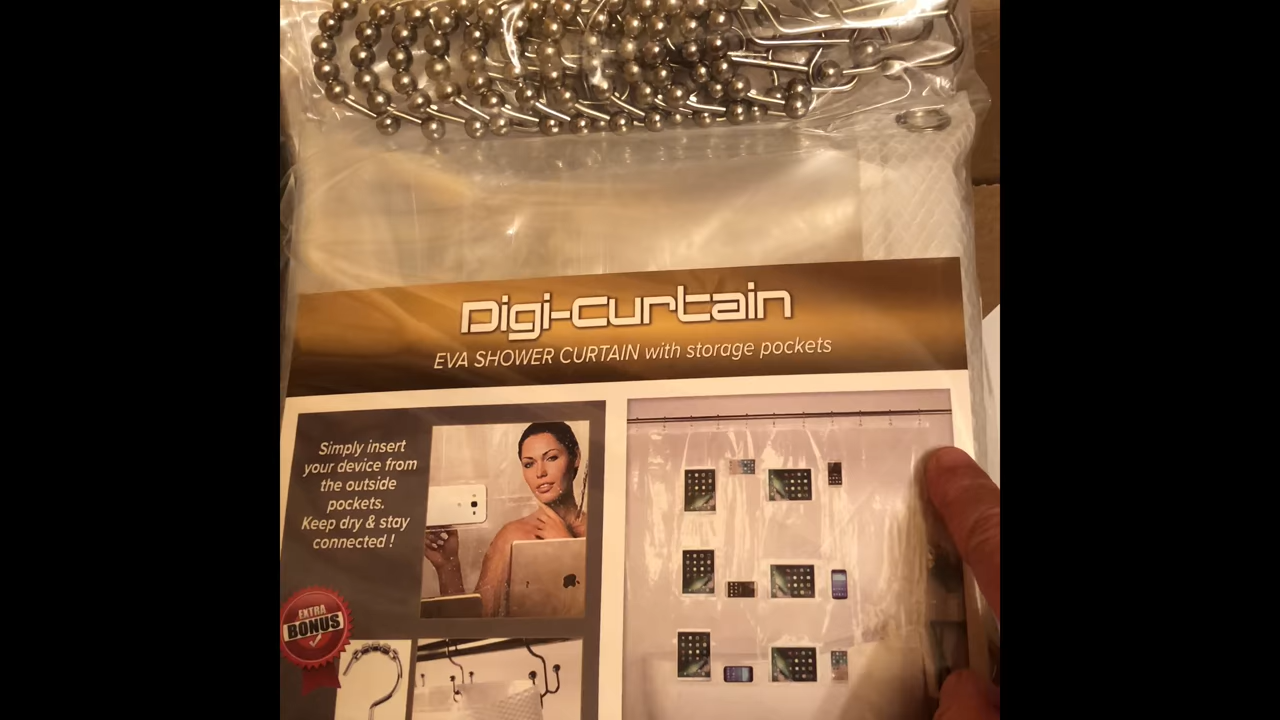 Digi-Curtain
EVA SHOWER CURTAIN with storage pockets
Simply insert
your device from
the outside
pockets.
Keep dry & stay
connected !
EXTRA
BONUS